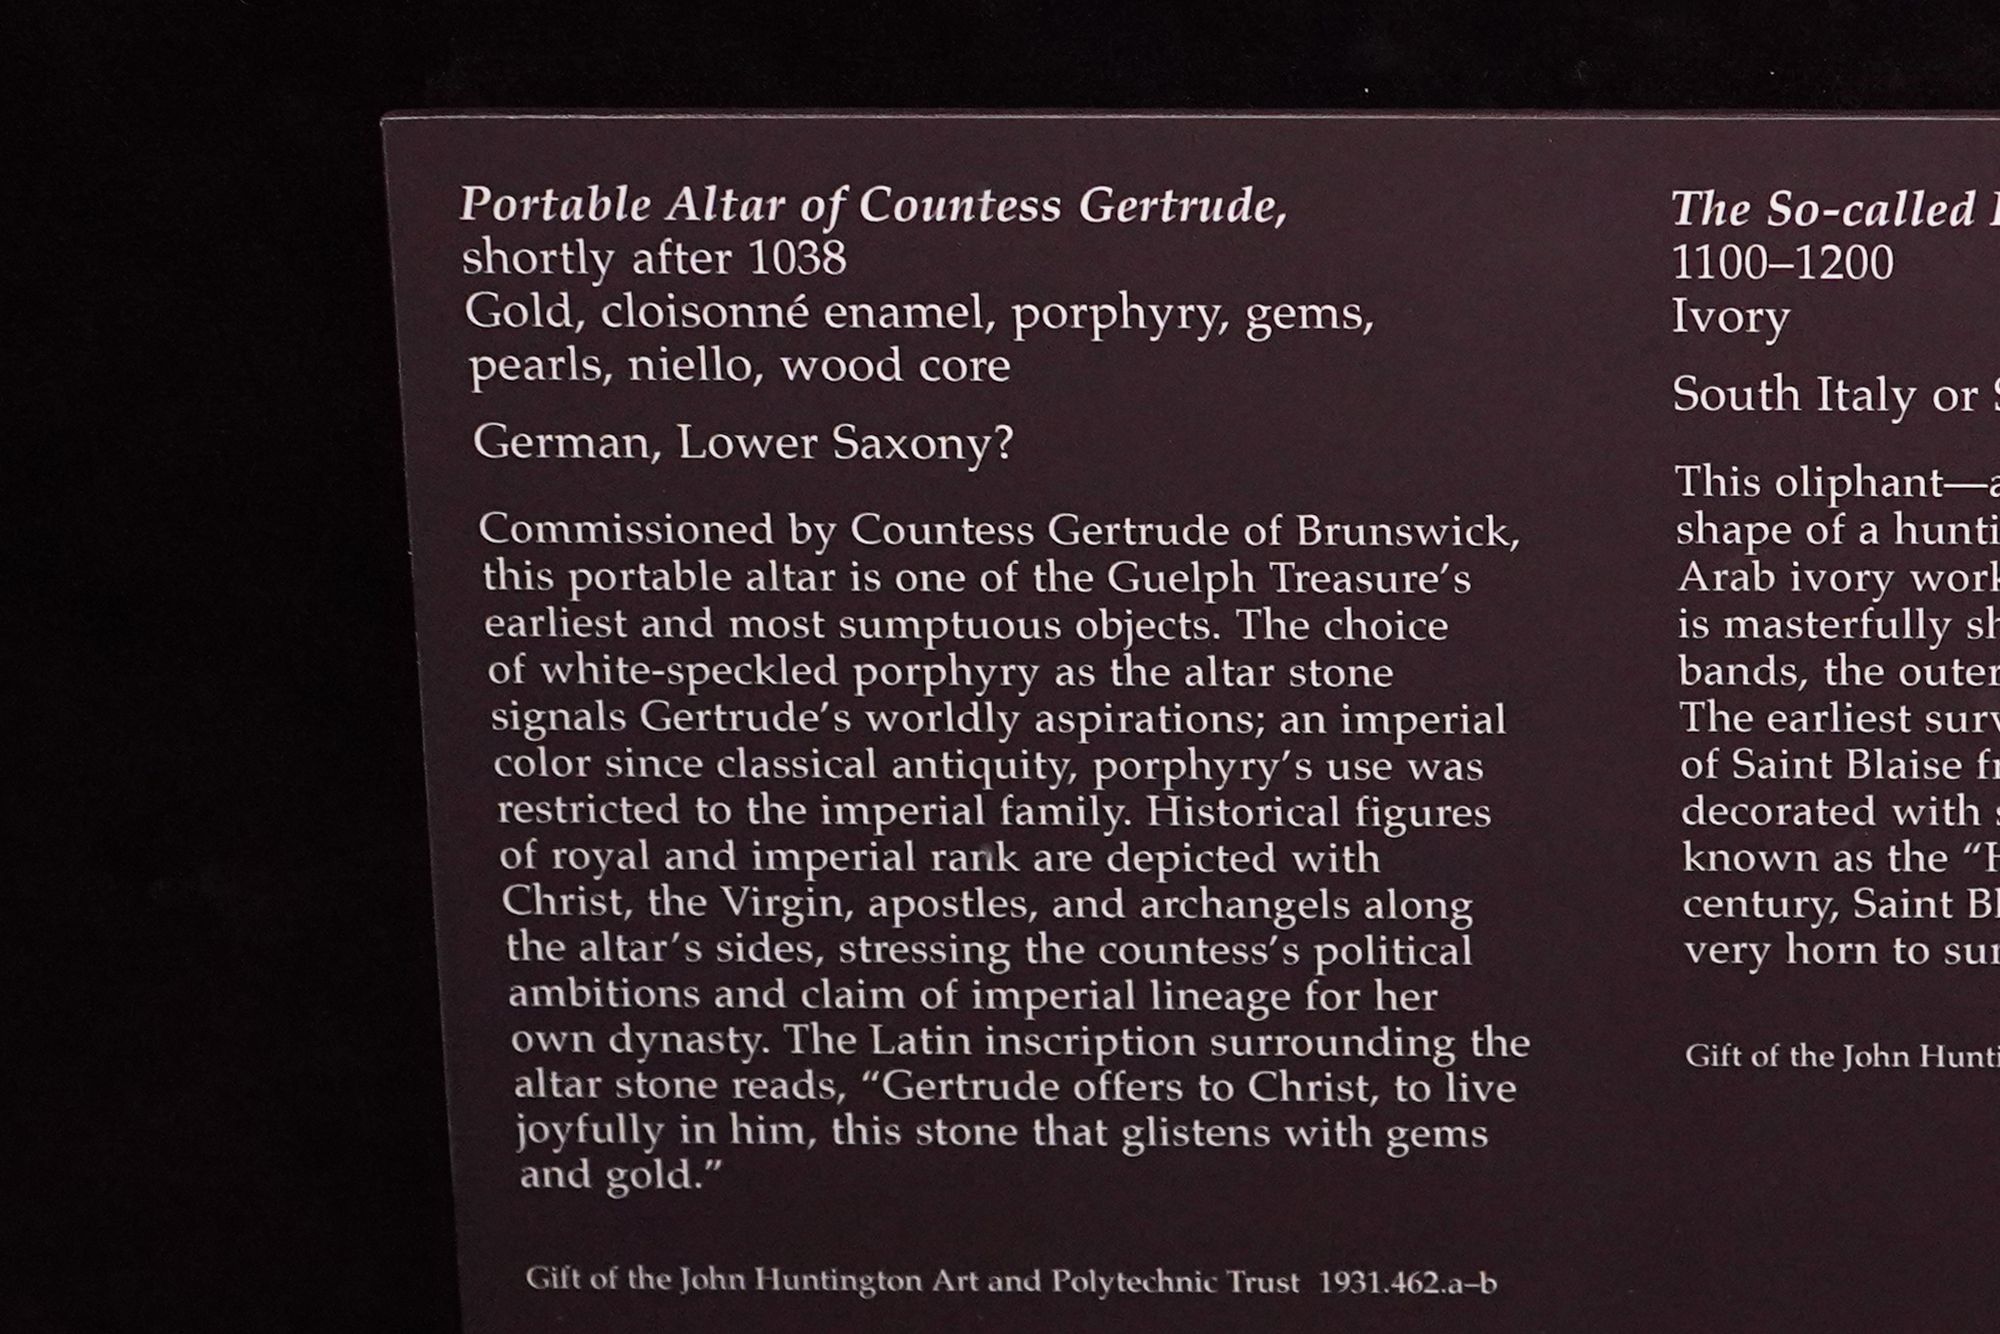 Portable Altar of Countess Gertrude,
shortly after 1038
Gold, cloisonné enamel, porphyry, gems,
pearls, niello, wood core
German, Lower Saxony?
Commissioned by Countess Gertrude of Brunswick,
this portable altar is one of the Guelph Treasure's
earliest and most sumptuous objects. The choice
of white-speckled porphyry as the altar stone
signals Gertrude's worldly aspirations; an imperial
color since classical antiquity, porphyry's use was
restricted to the imperial family. Historical figures
of royal and imperial rank are depicted with
Christ, the Virgin, apostles, and archangels along
the altar's sides, stressing the countess's political
ambitions and claim of imperial lineage for her
own dynasty. The Latin inscription surrounding the
altar stone reads, “Gertrude offers to Christ, to live
joyfully in him, this stone that glistens with gems
and gold.”
Gift of the John Huntington Art and Polytechnic Trust 1931.462.a–b
The So-called
1100–1200
Ivory
South Italy or
This oliphant—a
shape of a
Arab ivory
is masterfully
bands, the outer
The earliest
of Saint Blaise
decorated with
known as the
century, Saint
very horn to
Gift of the John